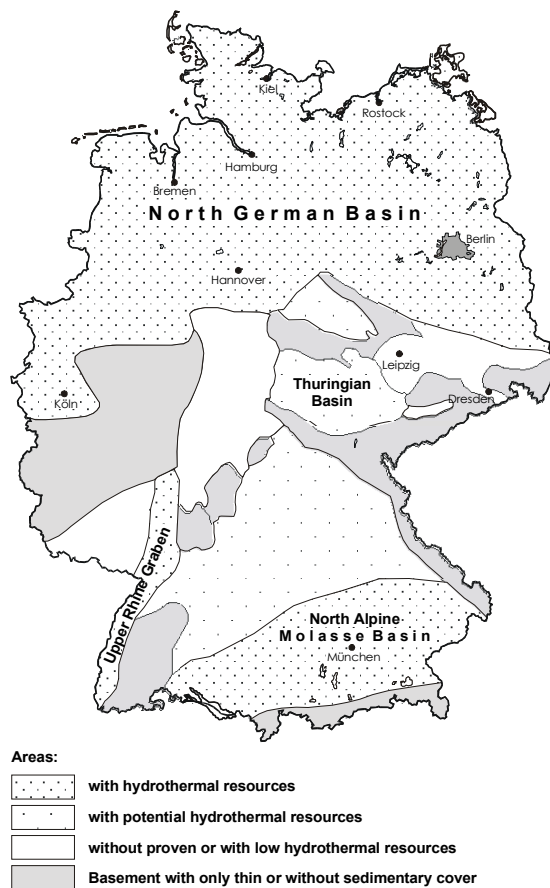 Kiel
Rostock
Hamburg
Bremen
North German Basin
Berlin
Hannover
Leipzig
Thuringian
Basin
Köln
Dresden
Upper Rhine Graben
North Alpine
Molasse Basin
München
Areas:
with hydrothermal resources
with potential hydrothermal resources
without proven or with low hydrothermal resources
Basement with only thin or without sedimentary cover